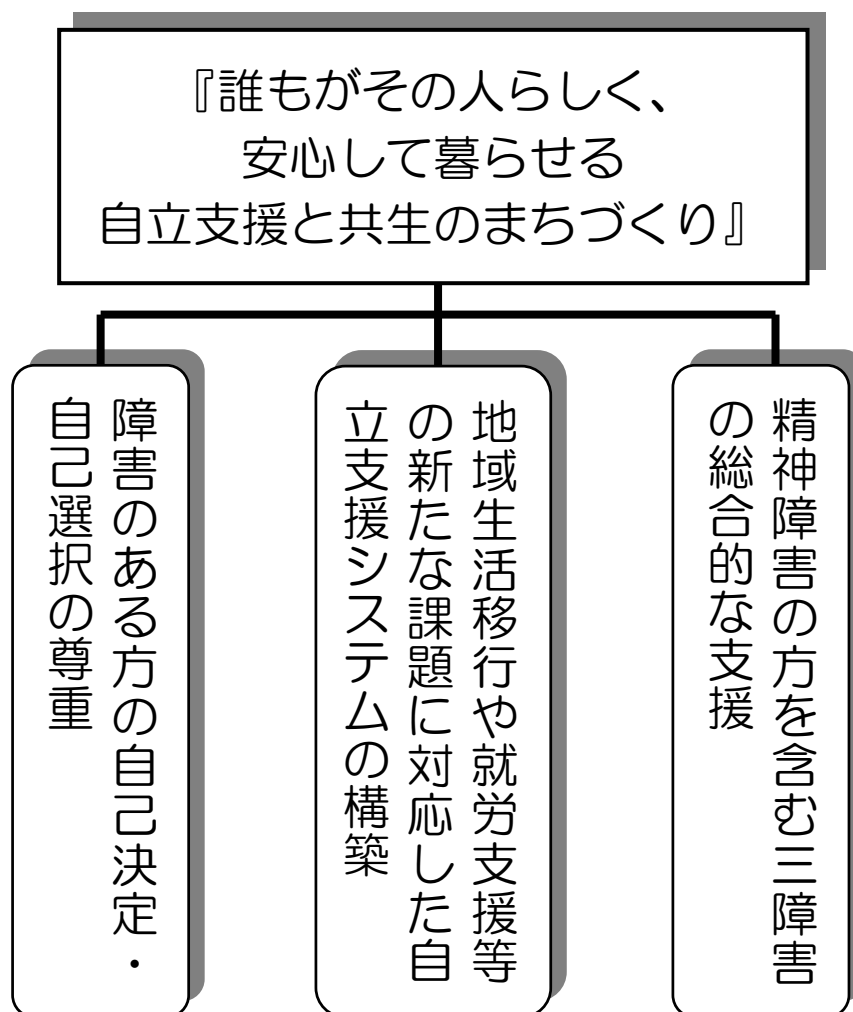 『誰もがその人らしく、
安心して暮らせる
自立支援と共生のまちづくり』
精神障害の方を含む三障害
の総合的な支援
地域生活移行や就労支援等
の新たな課題に対応した自
立支援システムの構築
障害のある方の自己決定・
自己選択の尊重